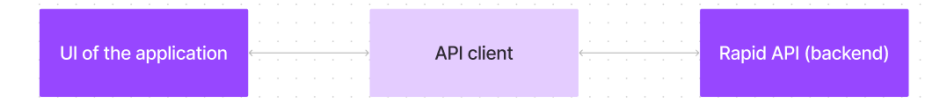 UI of the application
API client
Rapid API (backend)